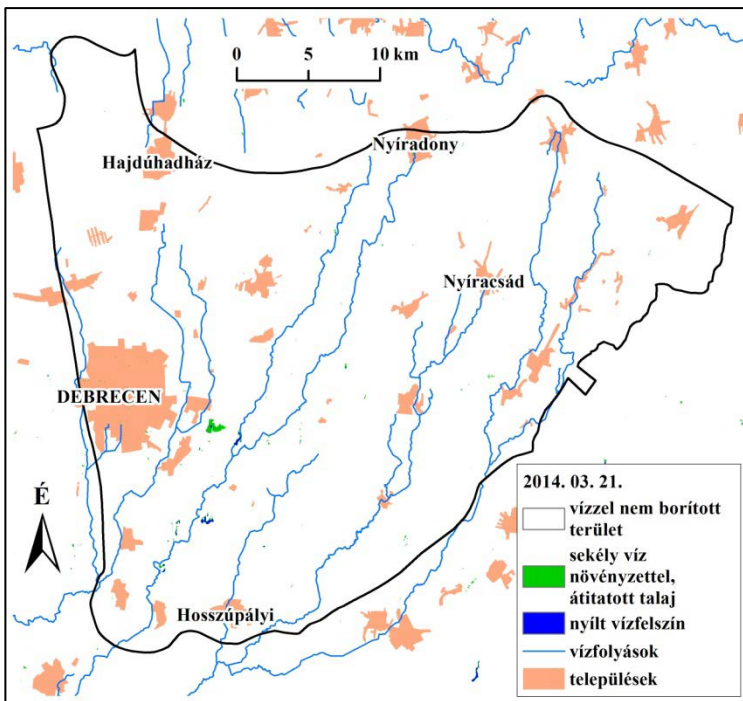 0 5 10 km
Hajdúhadház
Nyíradony
Nyíracsád
DEBRECEN
É
Hosszúpályi
2014. 03. 21.
vízzel nem borított
terület
sekély víz
növényzettel,
átitatott talaj
nyílt vízfelszín
vízfolyások
települések